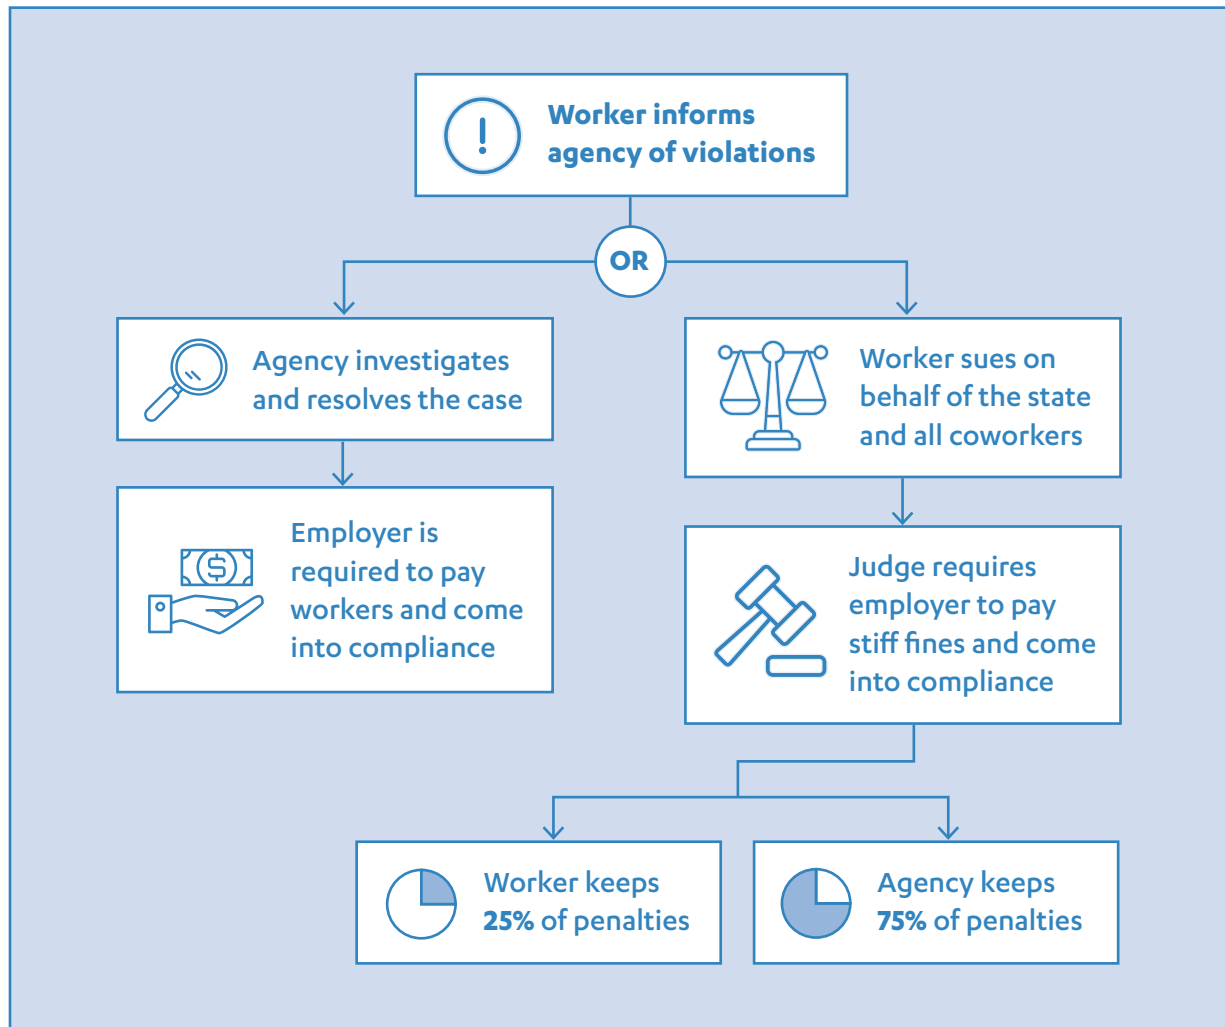 Worker informs
agency of violations
OR
Agency investigates
and resolves the case
Worker sues on
behalf of the state
and all coworkers
Employer is
required to pay
workers and come
into compliance
Judge requires
employer to pay
stiff fines and come
into compliance
Worker keeps
25% of penalties
Agency keeps
75% of penalties